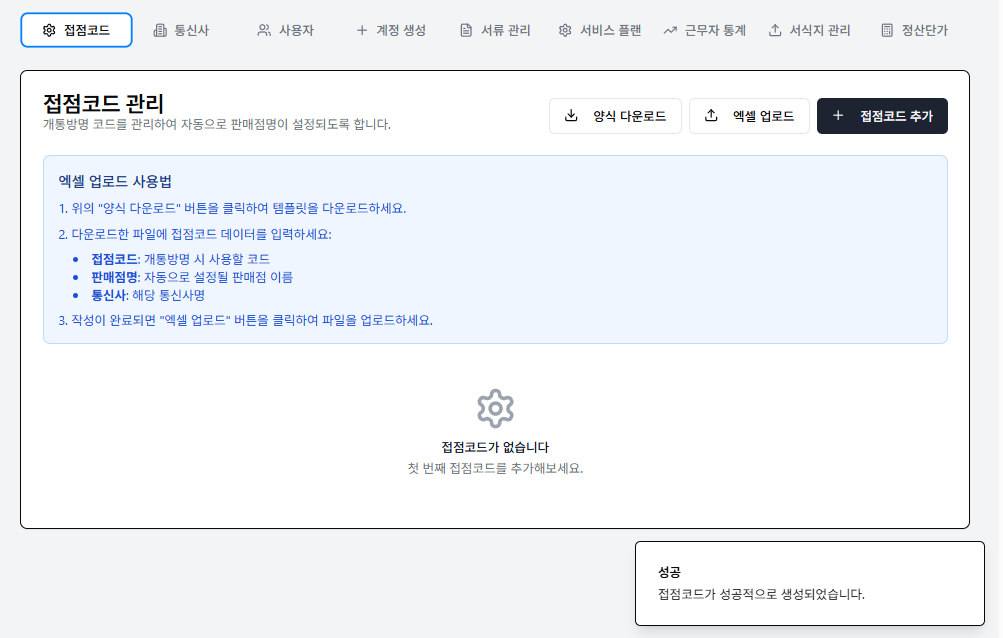 접점코드 통신사 사용자 계정 생성 서류 관리 서비스 플랜 근무자 통계 서식지 관리 정산단가
접점코드 관리
개통방명 코드를 관리하여 자동으로 판매점명이 설정되도록 합니다.
양식 다운로드 엑셀 업로드 접점코드 추가
엑셀 업로드 사용법
1. 위의 "양식 다운로드" 버튼을 클릭하여 템플릿을 다운로드하세요.
2. 다운로드한 파일에 접점코드 데이터를 입력하세요:
• 접점코드: 개통방명 시 사용할 코드
• 판매점명: 자동으로 설정될 판매점 이름
• 통신사: 해당 통신사명
3. 작성이 완료되면 "엑셀 업로드" 버튼을 클릭하여 파일을 업로드하세요.
접점코드가 없습니다
첫 번째 접점코드를 추가해보세요.
성공
접점코드가 성공적으로 생성되었습니다.